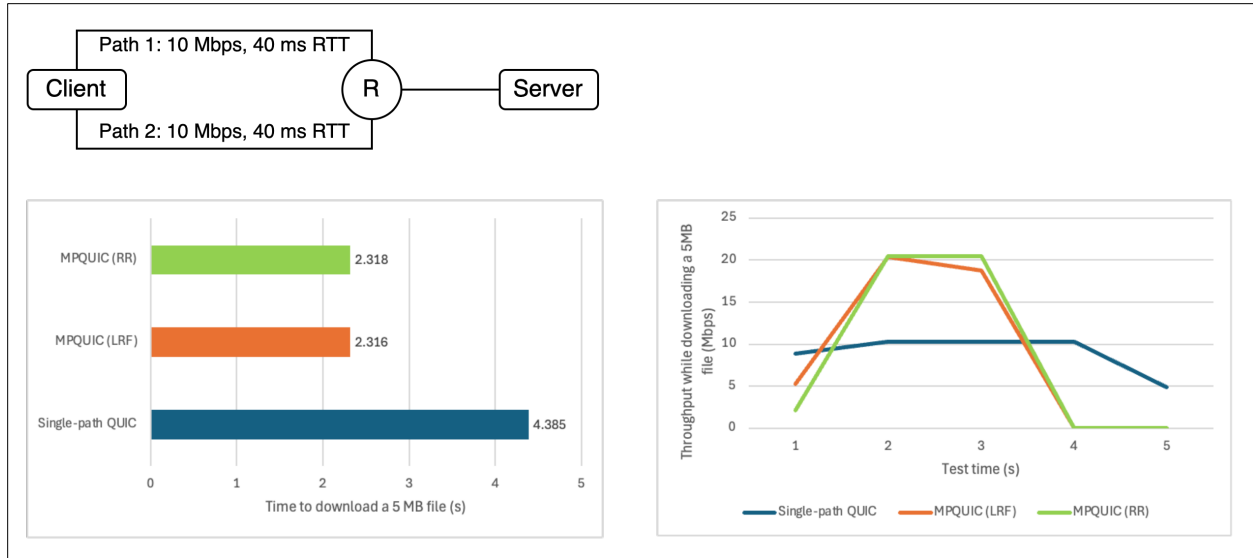 Path 1: 10 Mbps, 40 ms RTT
Client
R
Server
Path 2: 10 Mbps, 40 ms RTT
MPQUIC (RR)
2.318
MPQUIC (LRF)
2.316
Single-path QUIC
4.385
0 1 2 3 4 5
Time to download a 5 MB file (s)
Throughput while downloading a 5MB
file (Mbps)
25
20
15
10
5
0
1 2 3 4 5
Test time (s)
Single-path QUIC MPQUIC (LRF) MPQUIC (RR)